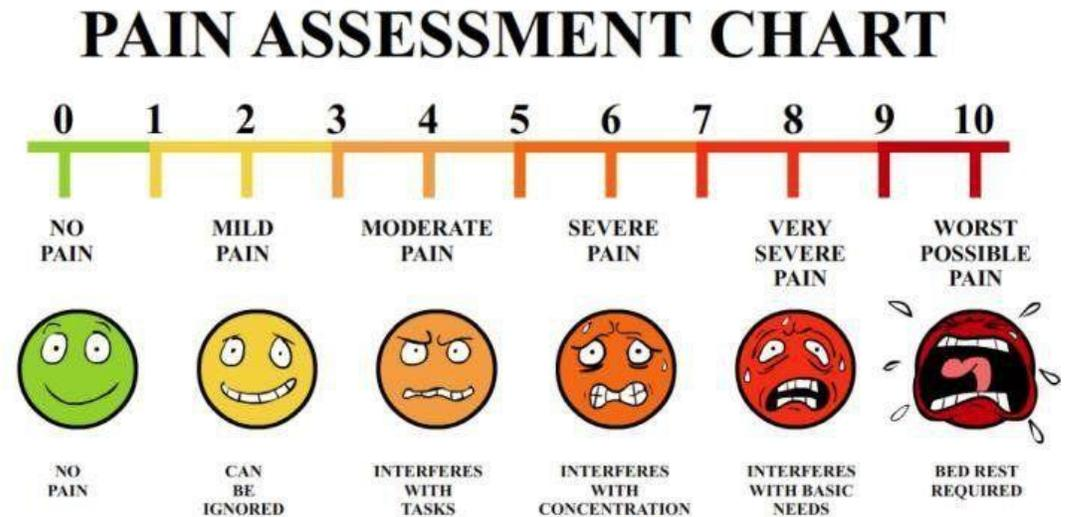 PAIN ASSESSMENT CHART
0 1 2 3 4 5 6 7 8 9 10
NO
PAIN
MILD
PAIN
MODERATE
PAIN
SEVERE
PAIN
VERY
SEVERE
PAIN
WORST
POSSIBLE
PAIN
NO
PAIN
CAN
BE
IGNORED
INTERFERES
WITH
TASKS
INTERFERES
WITH
CONCENTRATION
INTERFERES
WITH BASIC
NEEDS
BED REST
REQUIRED